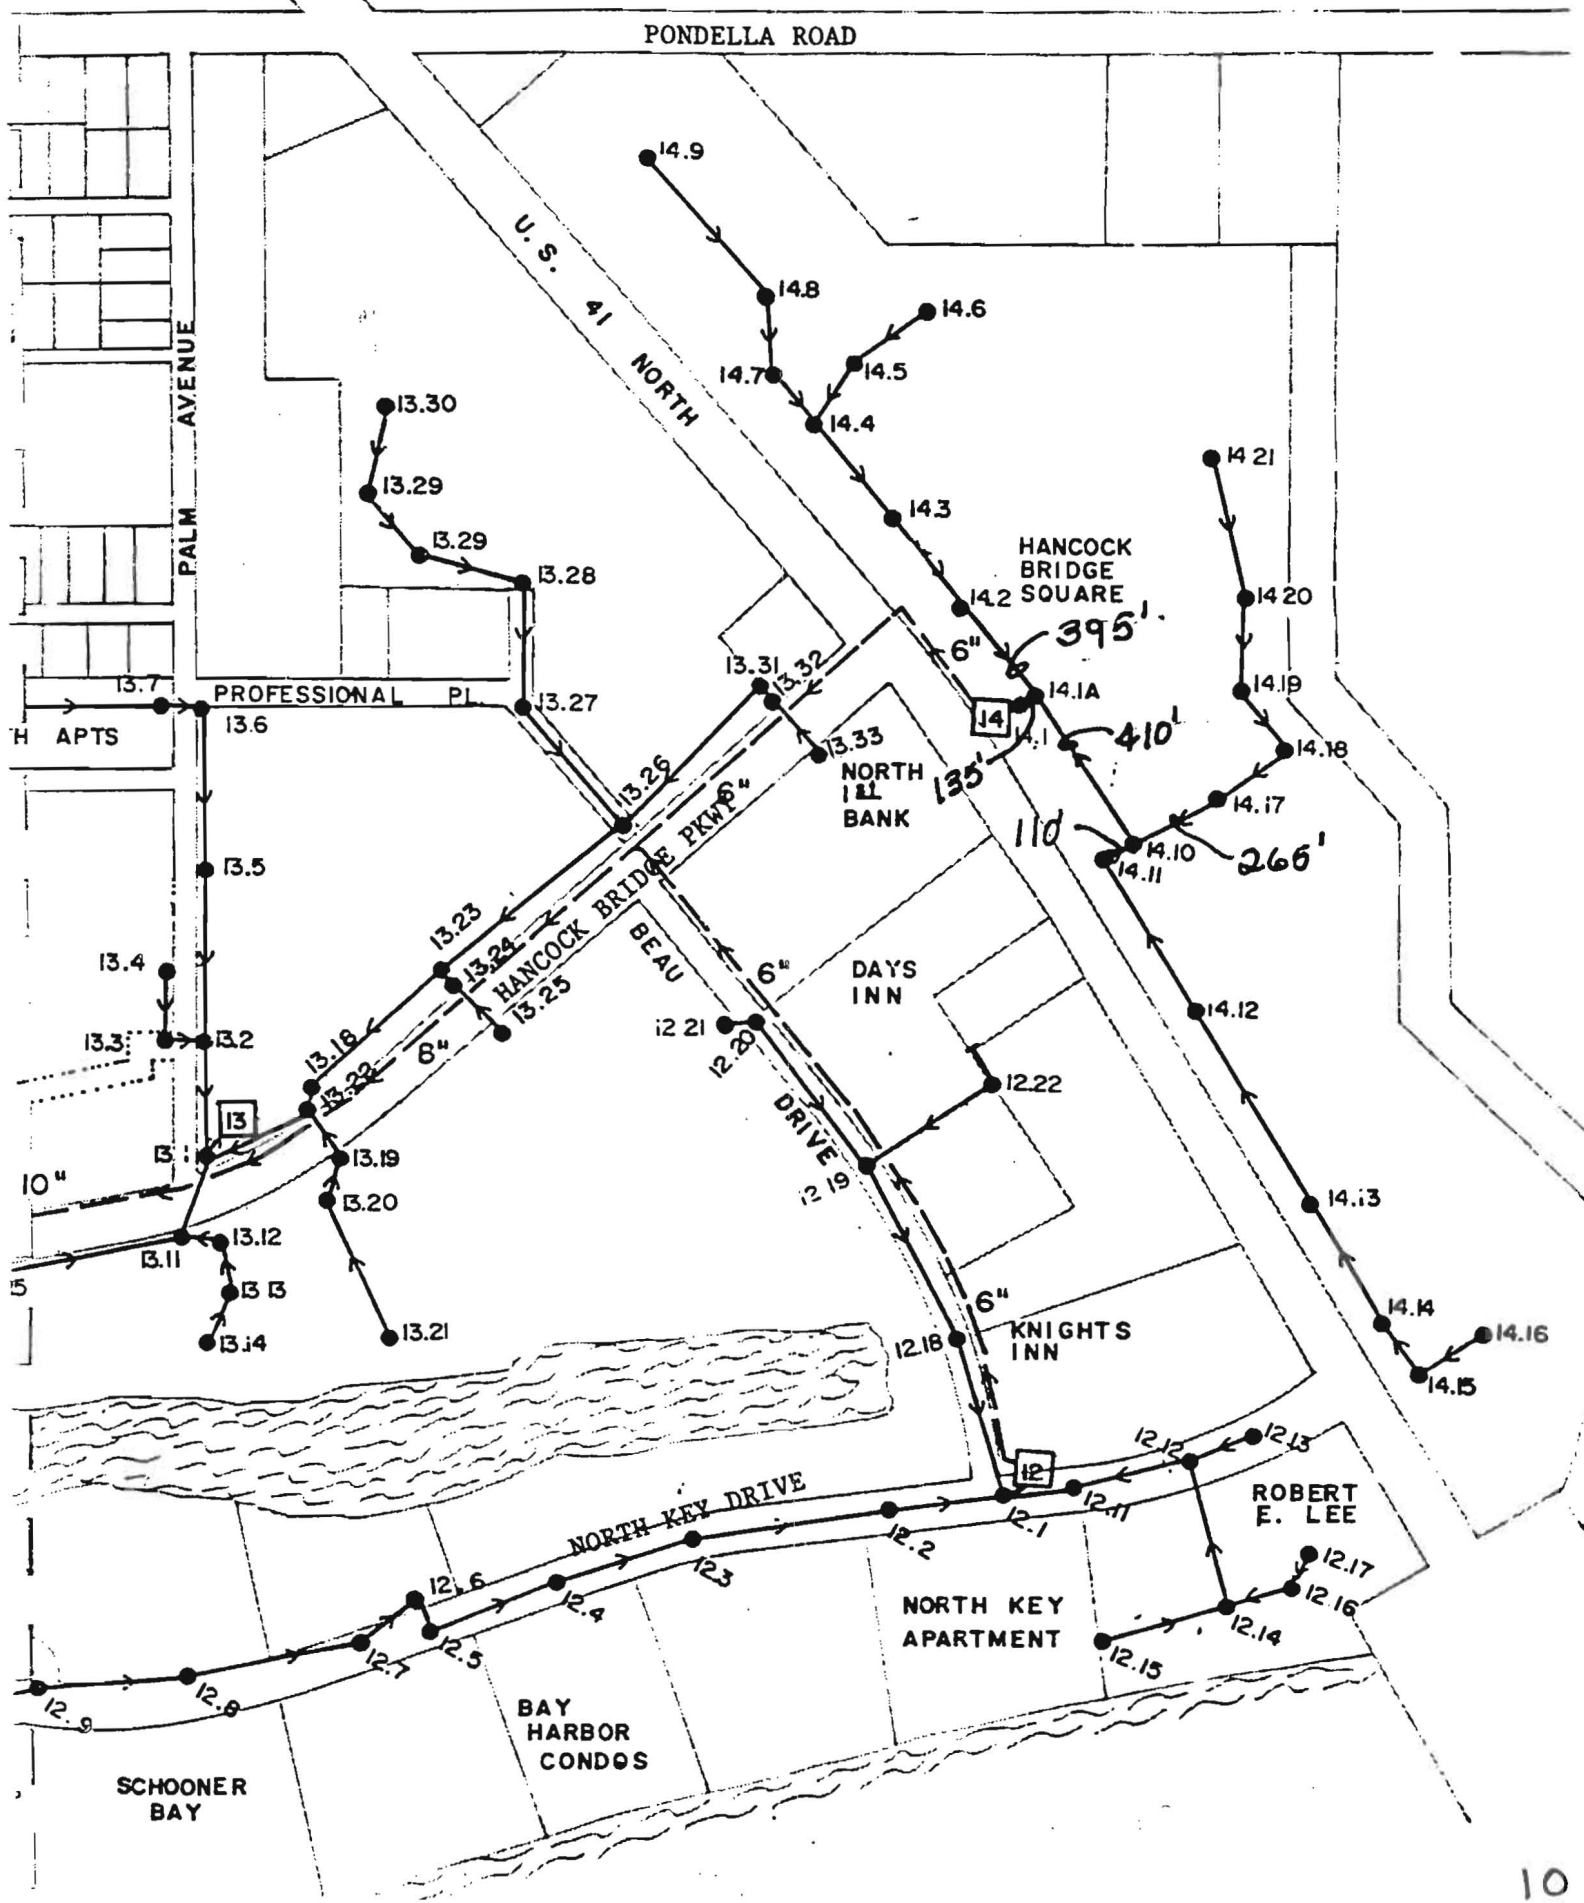 PONDELLA ROAD
14.9
U.S. 41 NORTH
14.8
14.6
PALM AVENUE
14.7
14.5
13.30
14.4
14 21
13.29
14.3
13.29
HANCOCK
BRIDGE
SQUARE
13.28
14.2
14 20
395'
6"
13.31
13.32
13.7
PROFESSIONAL PL.
14.1A
14.19
13.6
13.27
14
14.1
410'
H APTS
13.33
14.18
NORTH
1st
BANK
135'
13.26
6"
14.17
110'
14.10
265'
14.11
13.5
HANCOCK BRIDGE PKWY
13.23
BEAU
13.4
13.24
6"
DAYS
INN
13.25
14.12
13.3
13.2
12.21
12.20
8"
13.18
12.22
13.22
13
DRIVE
13.1
13.19
10"
12 19
13.20
14.13
13.12
13.11
15
13 13
6"
14.14
13.14
13.21
12.18
KNIGHTS
INN
14.16
14.15
12.12
12.13
12
NORTH KEY DRIVE
12.11
ROBERT
E. LEE
12.1
12.2
12.3
12.17
12.6
12.4
12.16
NORTH KEY
APARTMENT
12.14
12.5
12.7
12.15
12.8
12.9
BAY
HARBOR
CONDOS
SCHOONER
BAY
10